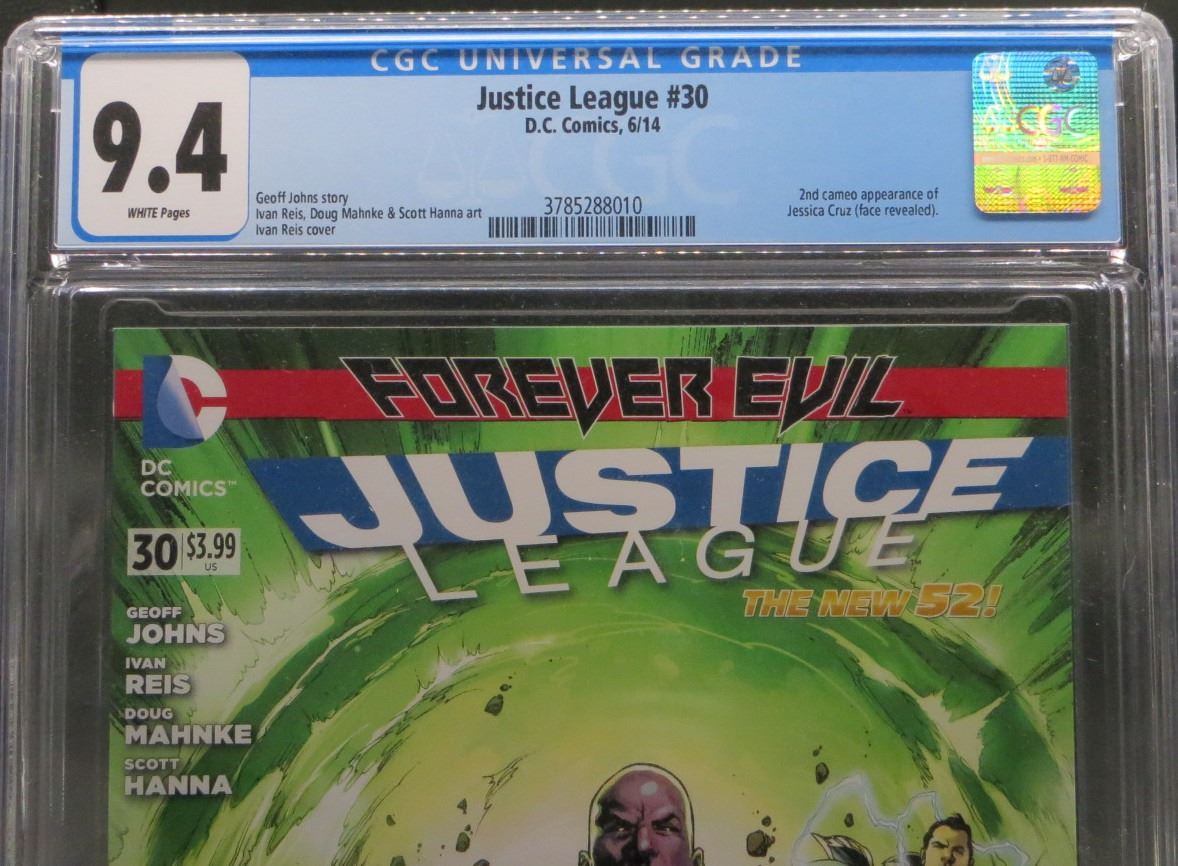 CGC UNIVERSAL GRADE
9.4
WHITE Pages
Justice League #30
D.C. Comics, 6/14
Geoff Johns story
Ivan Reis, Doug Mahnke & Scott Hanna art
Ivan Reis cover
3785288010
2nd cameo appearance of
Jessica Cruz (face revealed).
CGC
CGC
FOREVER EVIL
DC
COMICS™
JUSTICE
LEAGUE
THE NEW 52!
30 $3.99
US
GEOFF
JOHNS
IVAN
REIS
DOUG
MAHNKE
SCOTT
HANNA